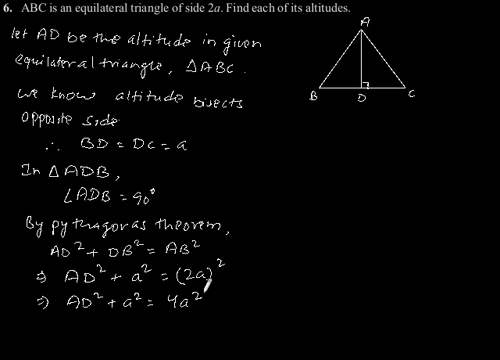 6. ABC is an equilateral triangle of side 2a. Find each of its altitudes.
let AD be the altitude in given
equilateral triangle, △ABC.
we know altitude bisects
opposite side
∴ BD = DC = a
In △ADB,
∠ADB = 90°
By pythagoras theorem,
AD² + DB² = AB²
⇒ AD² + a² = (2a)²
⇒ AD² + a² = 4a²
A
B
D
C